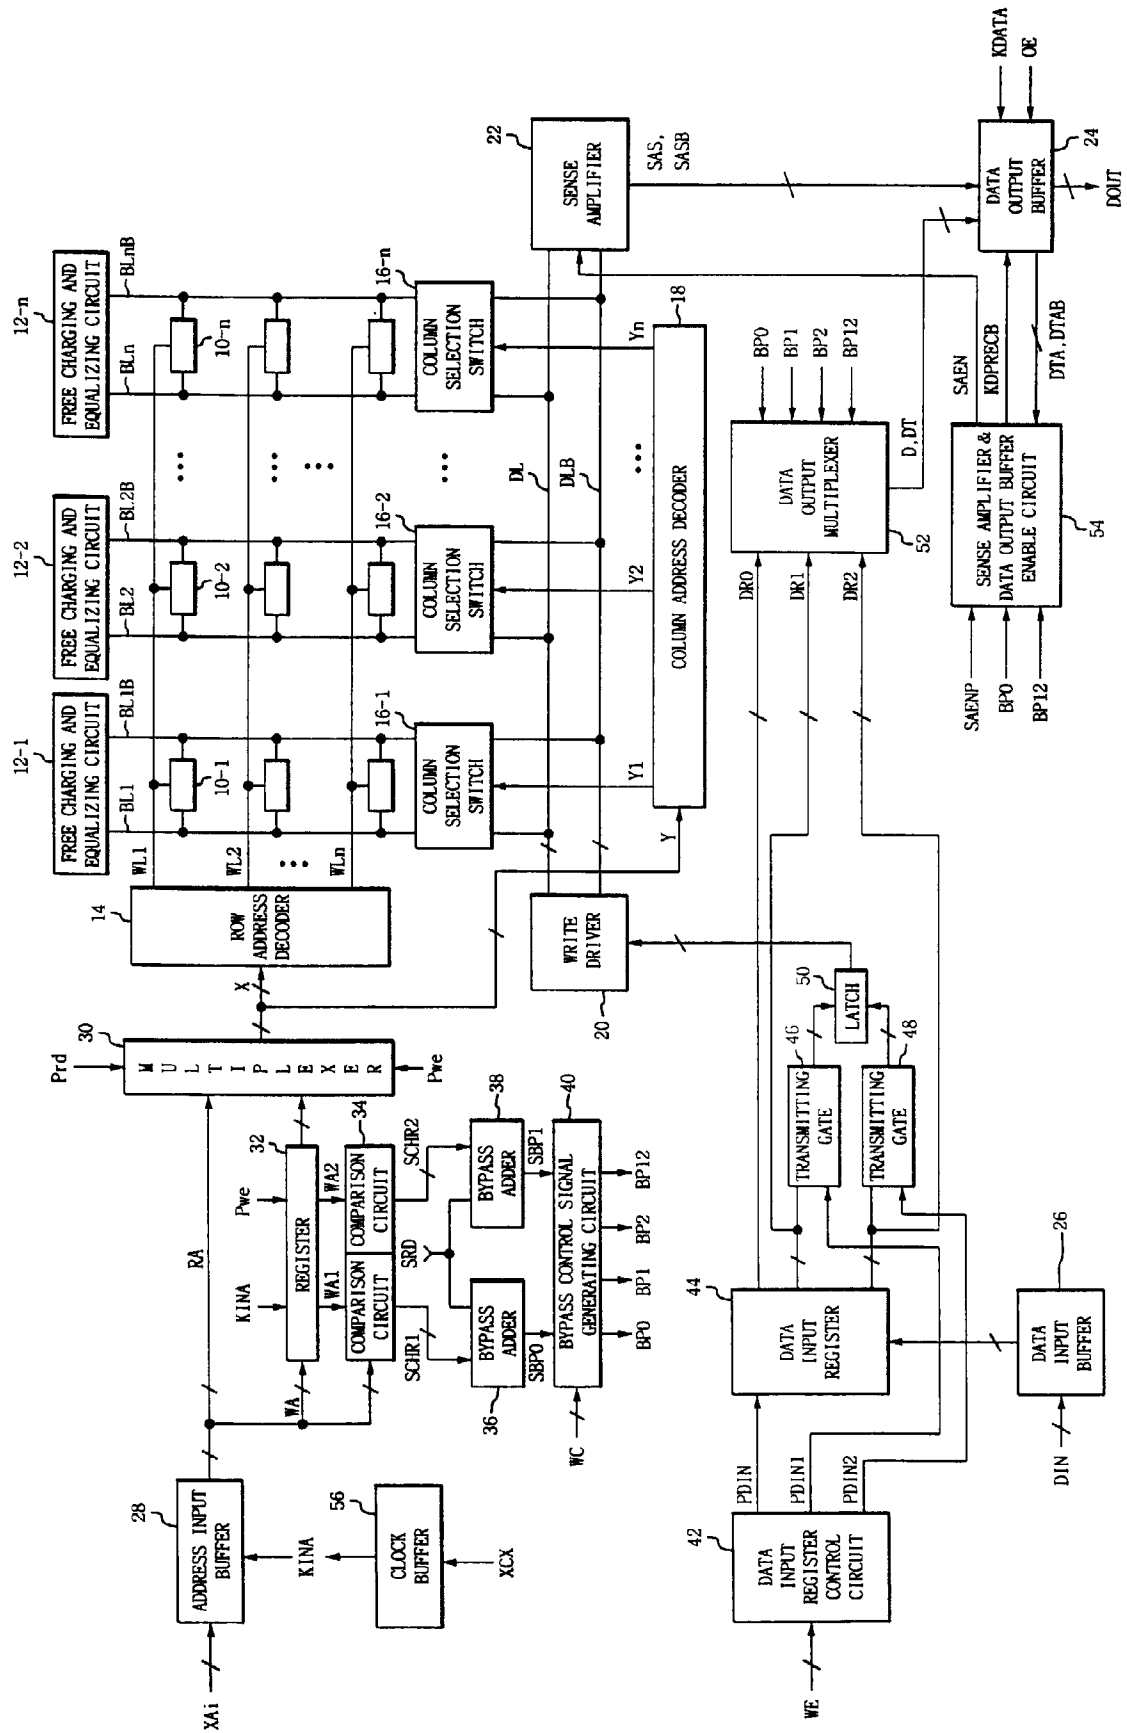 12-1
FREE CHARGING AND
EQUALIZING CIRCUIT
12-2
FREE CHARGING AND
EQUALIZING CIRCUIT
12-n
FREE CHARGING AND
EQUALIZING CIRCUIT
BL1
BL1B
BL2
BL2B
BLn
BLnB
14
ROW
ADDRESS
DECODER
WL1
WL2
WLn
10-1
10-2
10-n
...
...
...
...
...
16-1
COLUMN
SELECTION
SWITCH
16-2
COLUMN
SELECTION
SWITCH
...
16-n
COLUMN
SELECTION
SWITCH
DL
DLB
Y1
Y2
...
Yn
COLUMN ADDRESS DECODER
18
Y
X
WRITE
DRIVER
20
22
SENSE
AMPLIFIER
SAS,
SASB
Prd
30
MULTIPLEXER
Pwe
RA
XAi
28
ADDRESS INPUT
BUFFER
KINA
56
CLOCK
BUFFER
XCX
WA
KINA
Pwe
32
REGISTER
WA1
WA2
34
COMPARISON
CIRCUIT
COMPARISON
CIRCUIT
SCHR1
SRD
SCHR2
36
BYPASS
ADDER
38
BYPASS
ADDER
SBP0
SBP1
40
BYPASS CONTROL SIGNAL
GENERATING CIRCUIT
WC
BP0
BP1
BP2
BP12
WE
42
DATA
INPUT
REGISTER
CONTROL
CIRCUIT
PDIN
PDIN1
PDIN2
44
DATA
INPUT
REGISTER
DIN
26
DATA
INPUT
BUFFER
46
TRANSMITTING
GATE
48
TRANSMITTING
GATE
50
LATCH
DR0
DR1
DR2
DATA
OUTPUT
MULTIPLEXER
52
BP0
BP1
BP2
BP12
D,DT
SAENP
BP0
BP12
SENSE AMPLIFIER &
DATA OUTPUT BUFFER
ENABLE CIRCUIT
54
SAEN
KDPRECB
DTA,DTAB
DATA
OUTPUT
BUFFER
24
KDATA
OE
DOUT